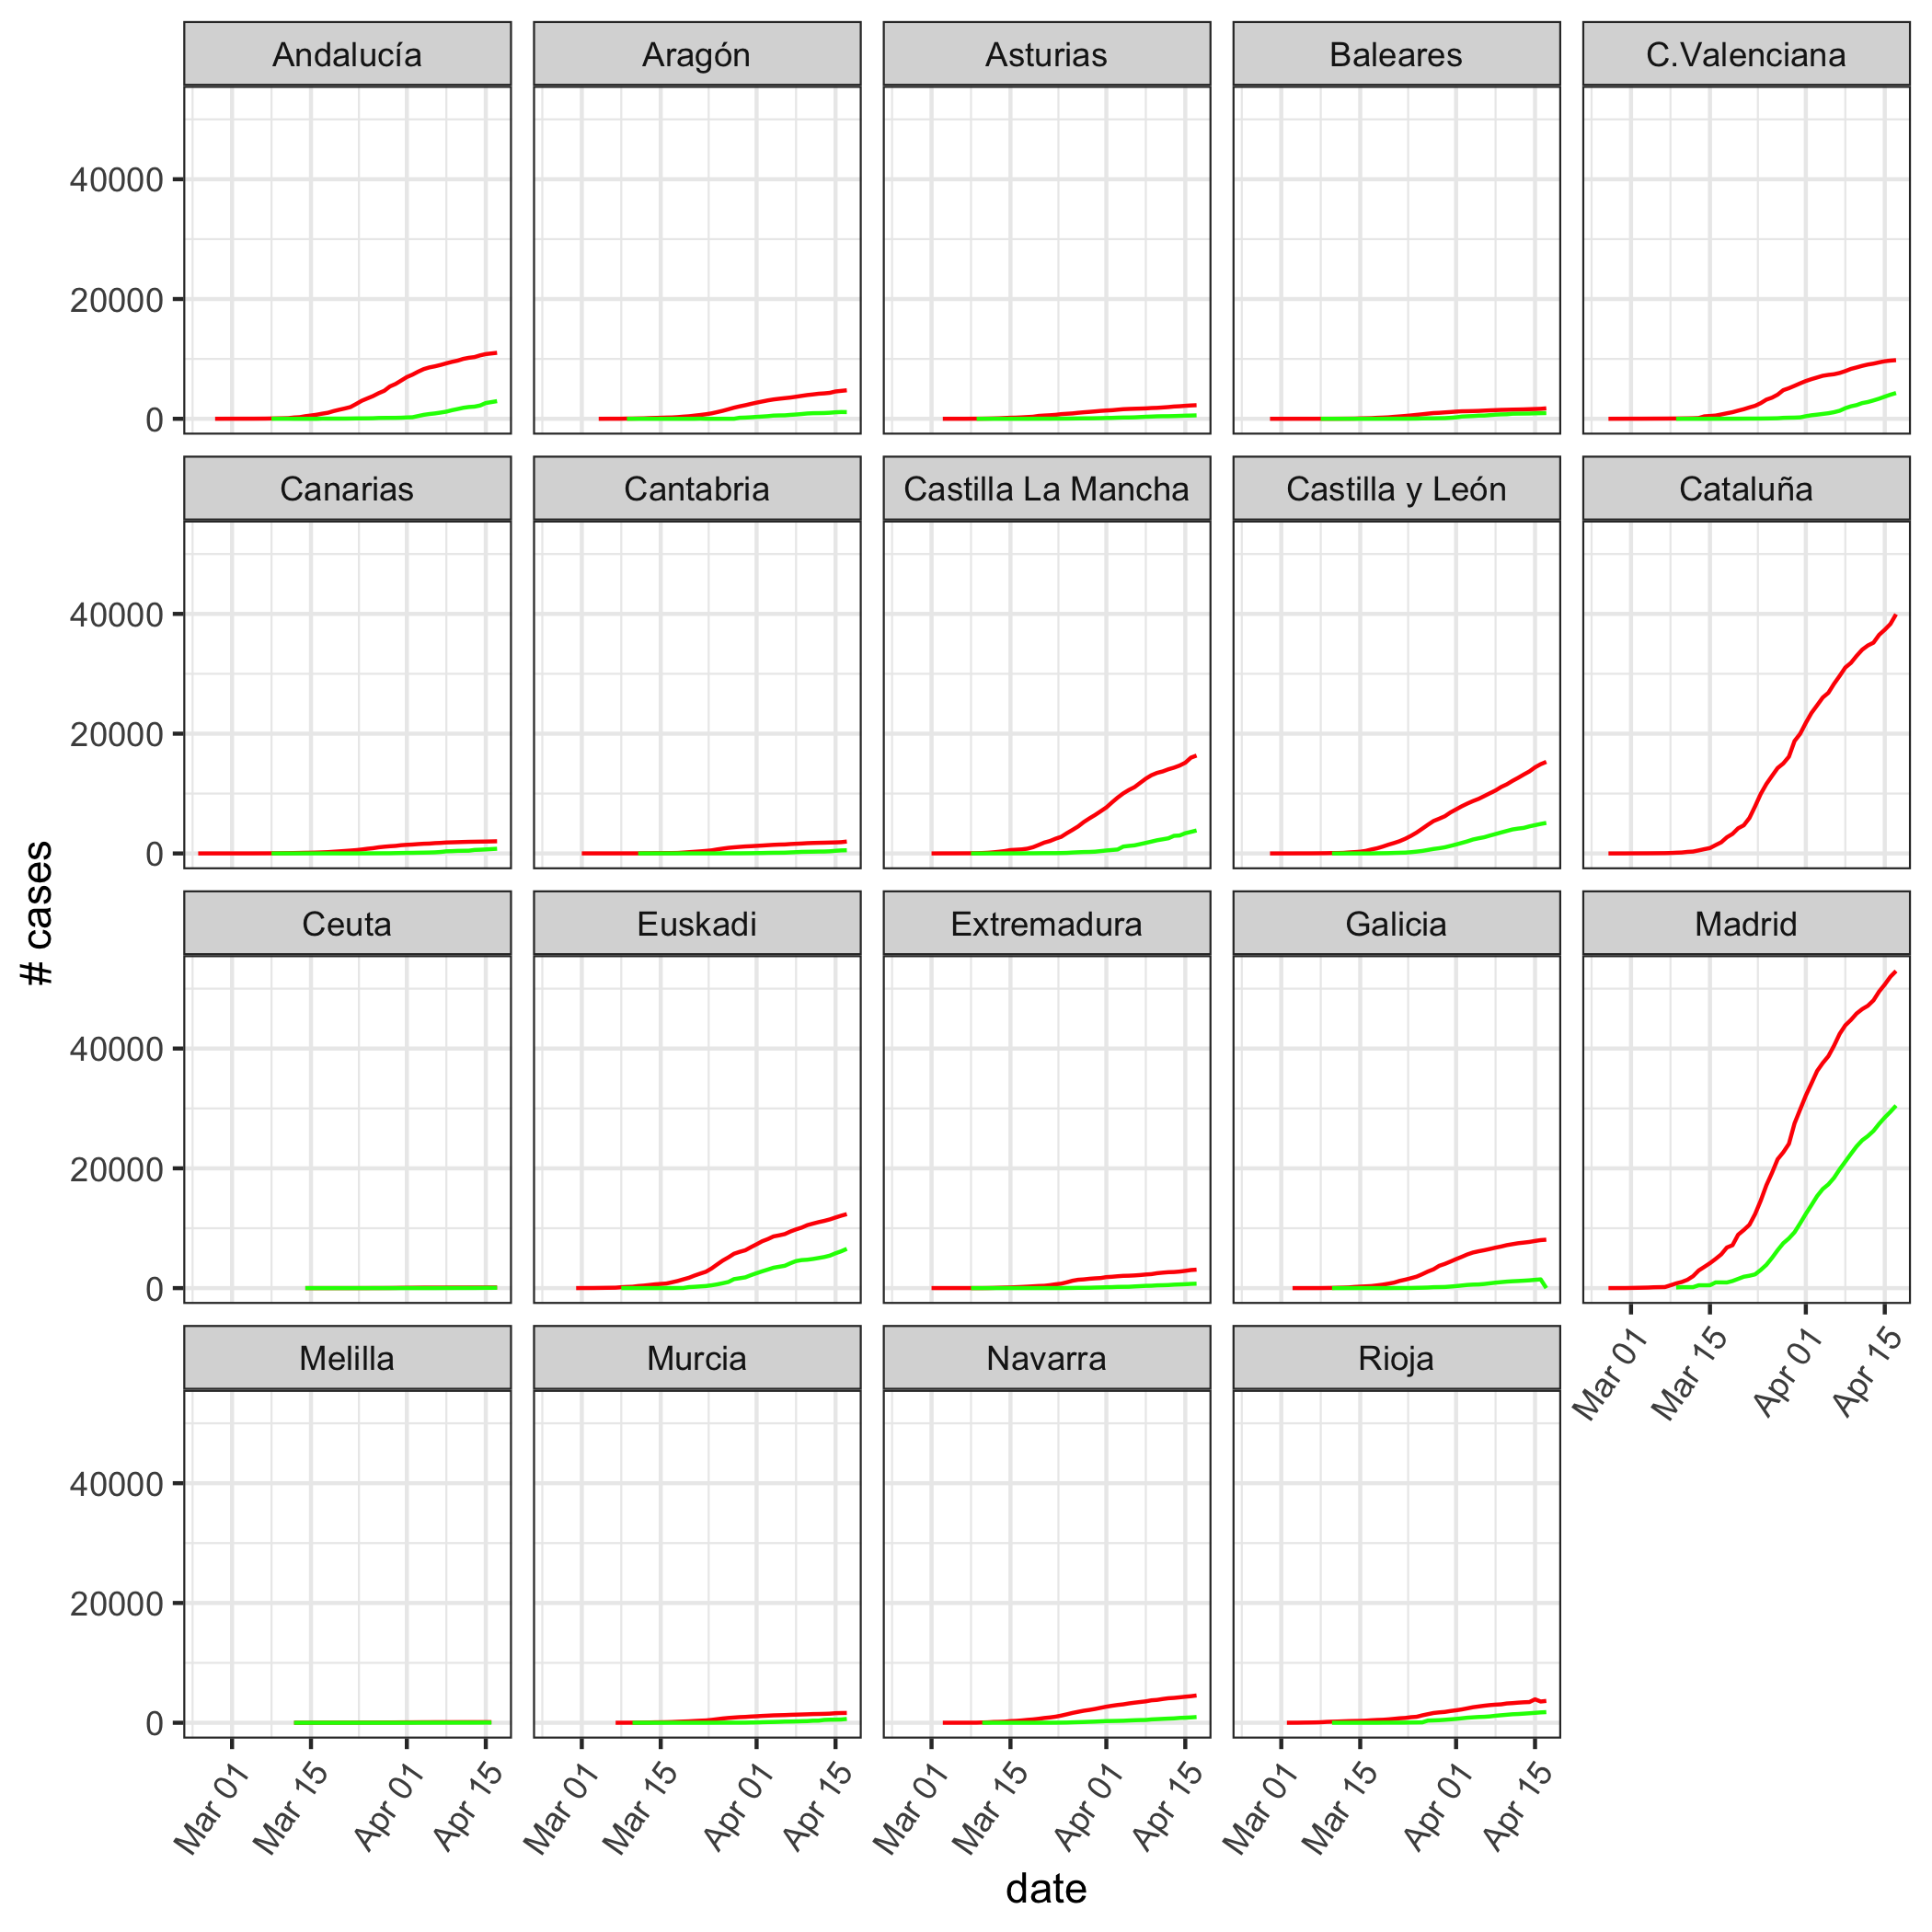 Andalucía Aragón Asturias Baleares C.Valenciana
40000
20000
0
Canarias Cantabria Castilla La Mancha Castilla y León Cataluña
40000
20000
0
# cases
Ceuta Euskadi Extremadura Galicia Madrid
40000
20000
0
Mar 01 Mar 15 Apr 01 Apr 15
Melilla Murcia Navarra Rioja
40000
20000
0
Mar 01 Mar 15 Apr 01 Apr 15 Mar 01 Mar 15 Apr 01 Apr 15 Mar 01 Mar 15 Apr 01 Apr 15 Mar 01 Mar 15 Apr 01 Apr 15
date